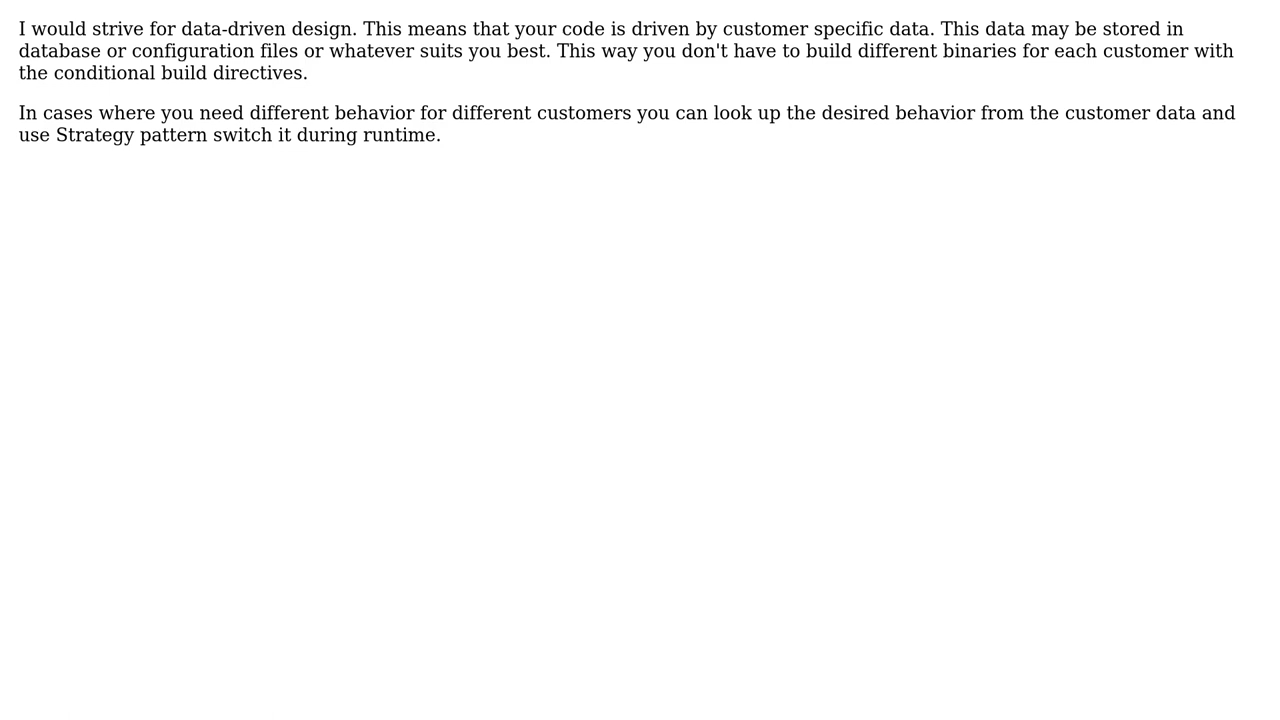 I would strive for data-driven design. This means that your code is driven by customer specific data. This data may be stored in
database or configuration files or whatever suits you best. This way you don't have to build different binaries for each customer with
the conditional build directives.
In cases where you need different behavior for different customers you can look up the desired behavior from the customer data and
use Strategy pattern switch it during runtime.